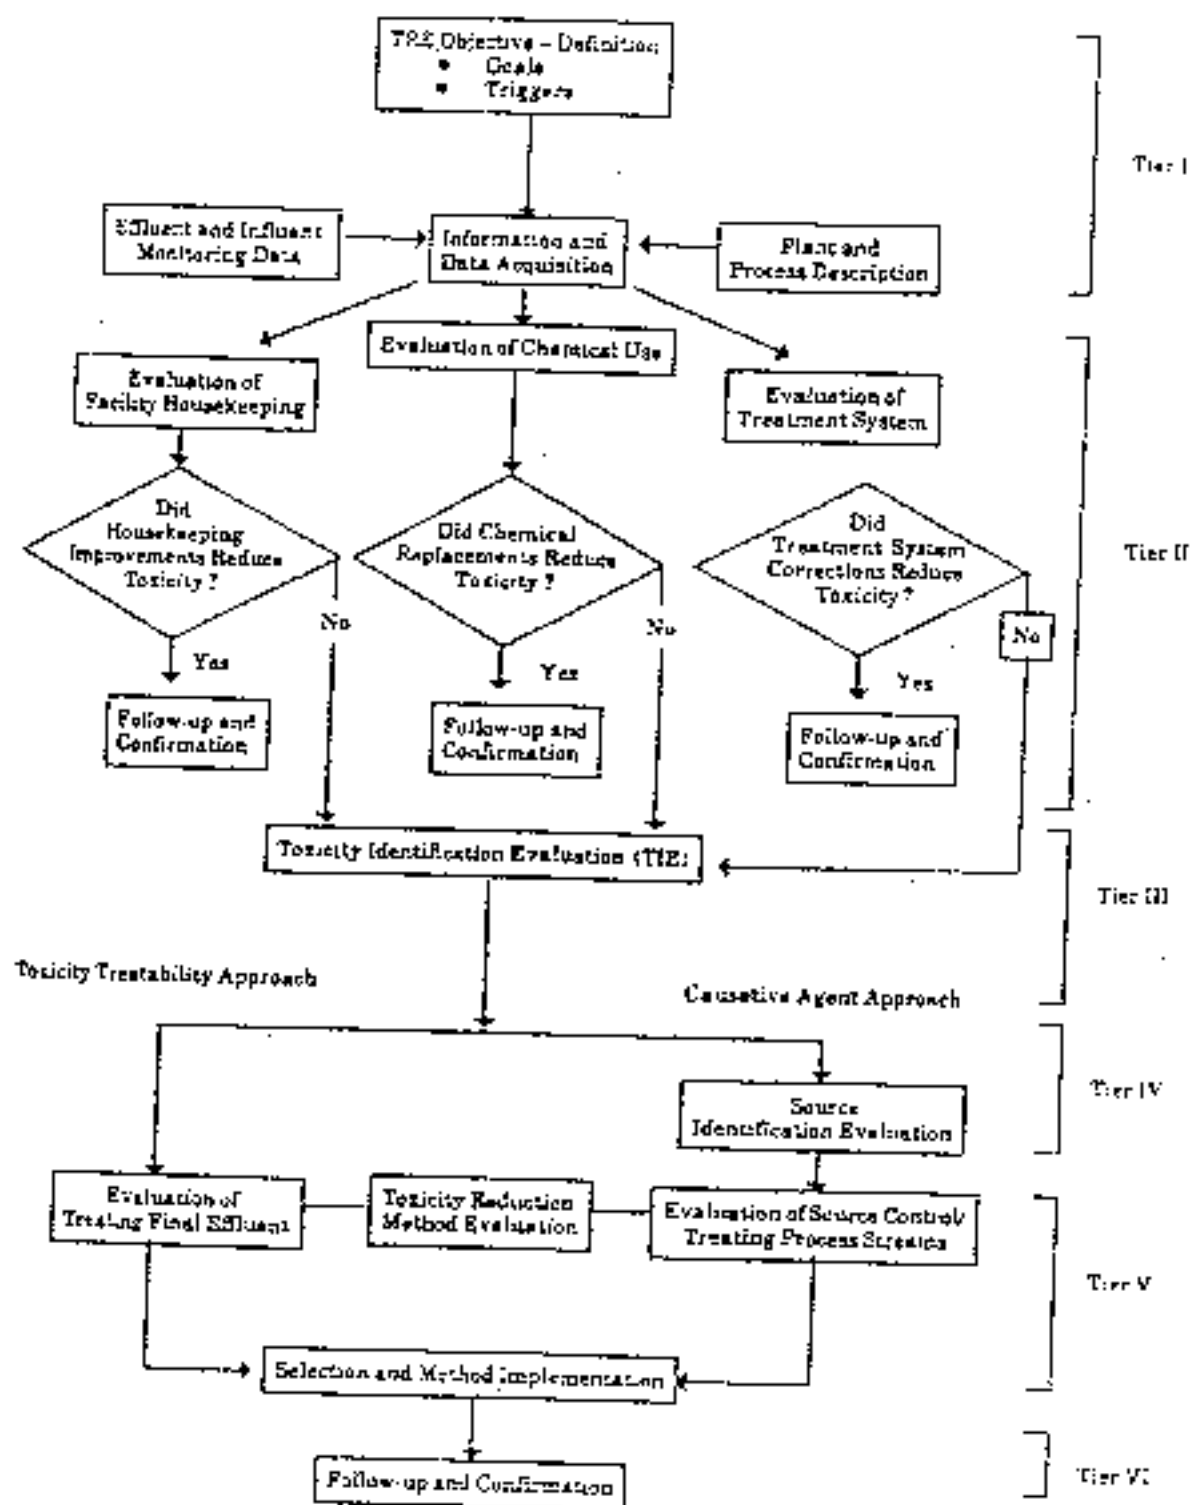 TRE Objective – Definition
• Goals
• Triggers
Tier I
Effluent and Influent
Monitoring Data
Information and
Data Acquisition
Plant and
Process Description
Evaluation of Chemical Use
Evaluation of
Facility Housekeeping
Evaluation of
Treatment System
Did
Housekeeping
Improvements Reduce
Toxicity ?
Did Chemical
Replacements Reduce
Toxicity ?
Did
Treatment System
Corrections Reduce
Toxicity ?
Tier II
No
No
No
Yes
Yes
Yes
Follow-up and
Confirmation
Follow-up and
Confirmation
Follow-up and
Confirmation
Toxicity Identification Evaluation (TIE)
Tier III
Toxicity Treatability Approach
Causative Agent Approach
Tier IV
Source
Identification Evaluation
Evaluation of
Treating Final Effluent
Toxicity Reduction
Method Evaluation
Evaluation of Source Control/
Treating Process Streams
Tier V
Selection and Method Implementation
Follow-up and Confirmation
Tier VI